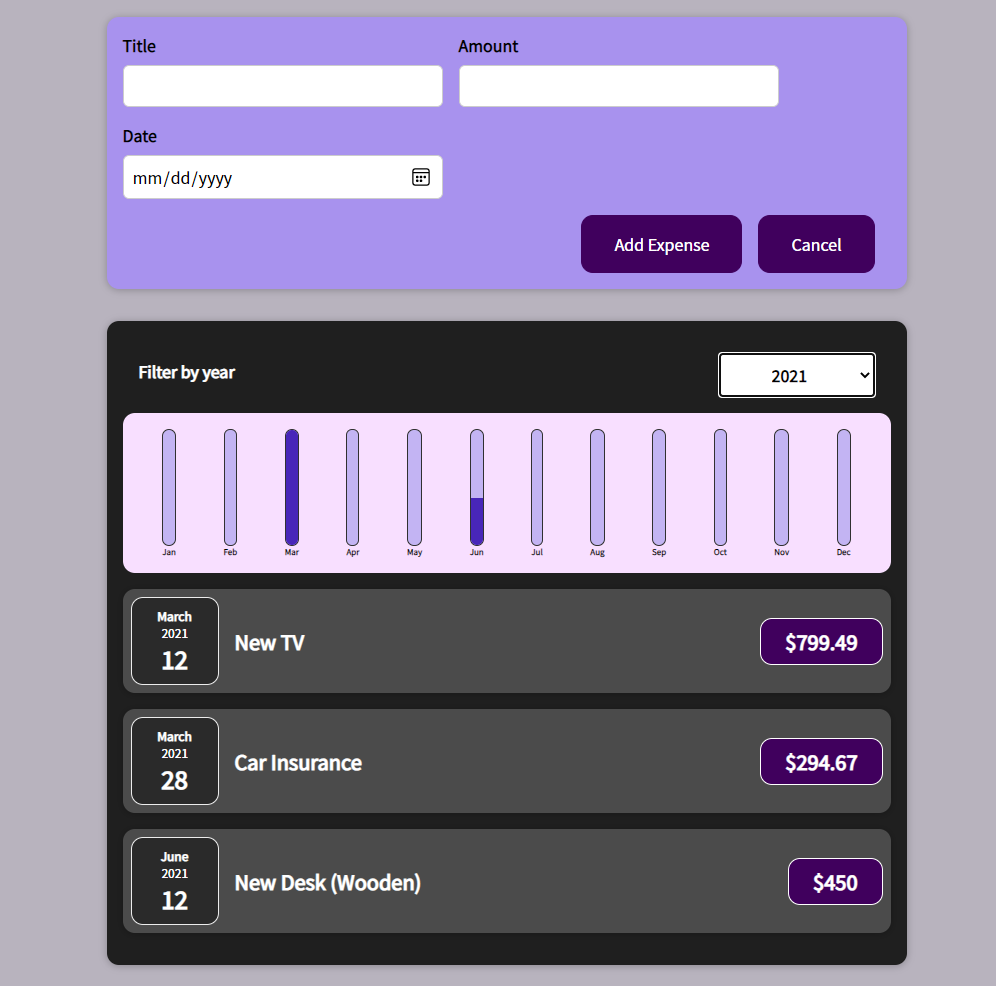 Title Amount
Date
mm/dd/yyyy
Add Expense Cancel
Filter by year 2021
Jan Feb Mar Apr May Jun Jul Aug Sep Oct Nov Dec
March
2021
12
New TV
$799.49
March
2021
28
Car Insurance
$294.67
June
2021
12
New Desk (Wooden)
$450